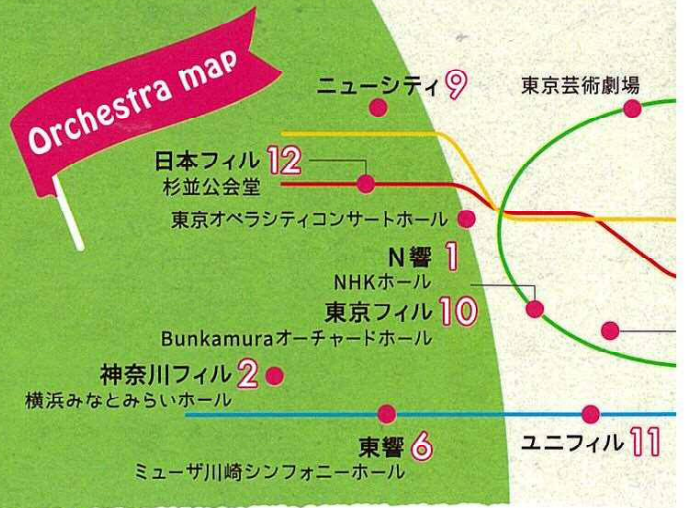 Orchestra map
ニューシティ 9
東京芸術劇場
日本フィル 12
杉並公会堂
東京オペラシティコンサートホール
N響 1
NHKホール
東京フィル 10
Bunkamuraオーチャードホール
神奈川フィル 2
横浜みなとみらいホール
東響 6
ミューザ川崎シンフォニーホール
ユニフィル 11